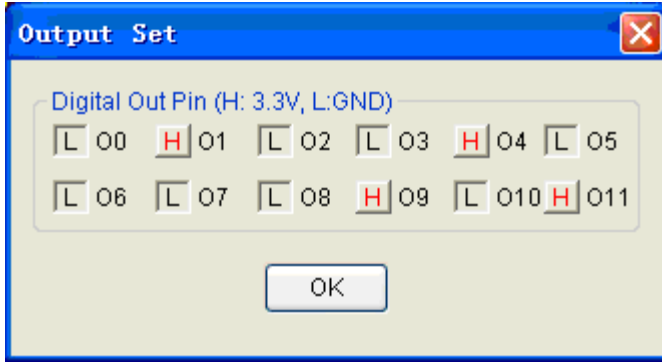 Output Set
Digital Out Pin (H: 3.3V, L:GND)
L O0 H O1 L O2 L O3 H O4 L O5
L O6 L O7 L O8 H O9 L O10 H O11
OK